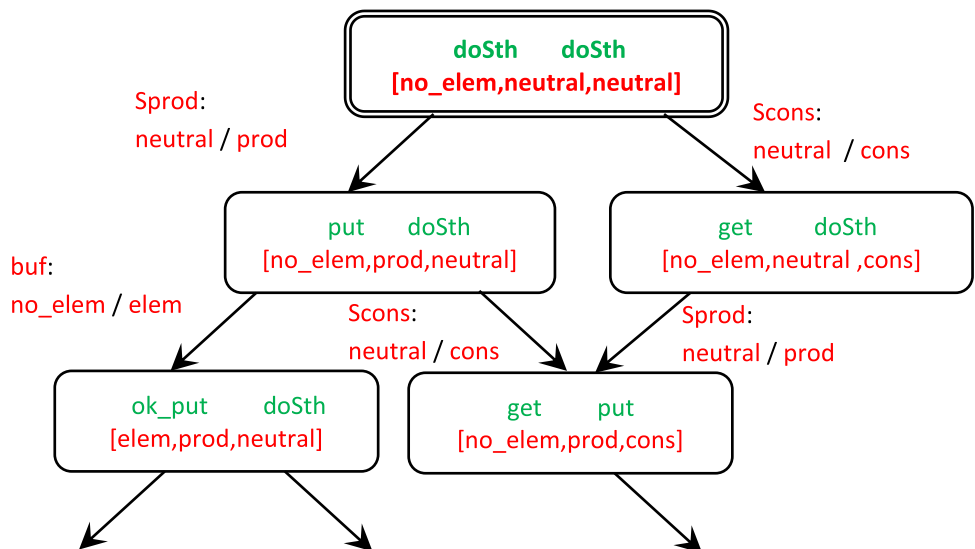 doSth doSth
[no_elem,neutral,neutral]
Sprod:
neutral / prod
Scons:
neutral / cons
put doSth
[no_elem,prod,neutral]
get doSth
[no_elem,neutral ,cons]
buf:
no_elem / elem
Scons:
neutral / cons
Sprod:
neutral / prod
ok_put doSth
[elem,prod,neutral]
get put
[no_elem,prod,cons]